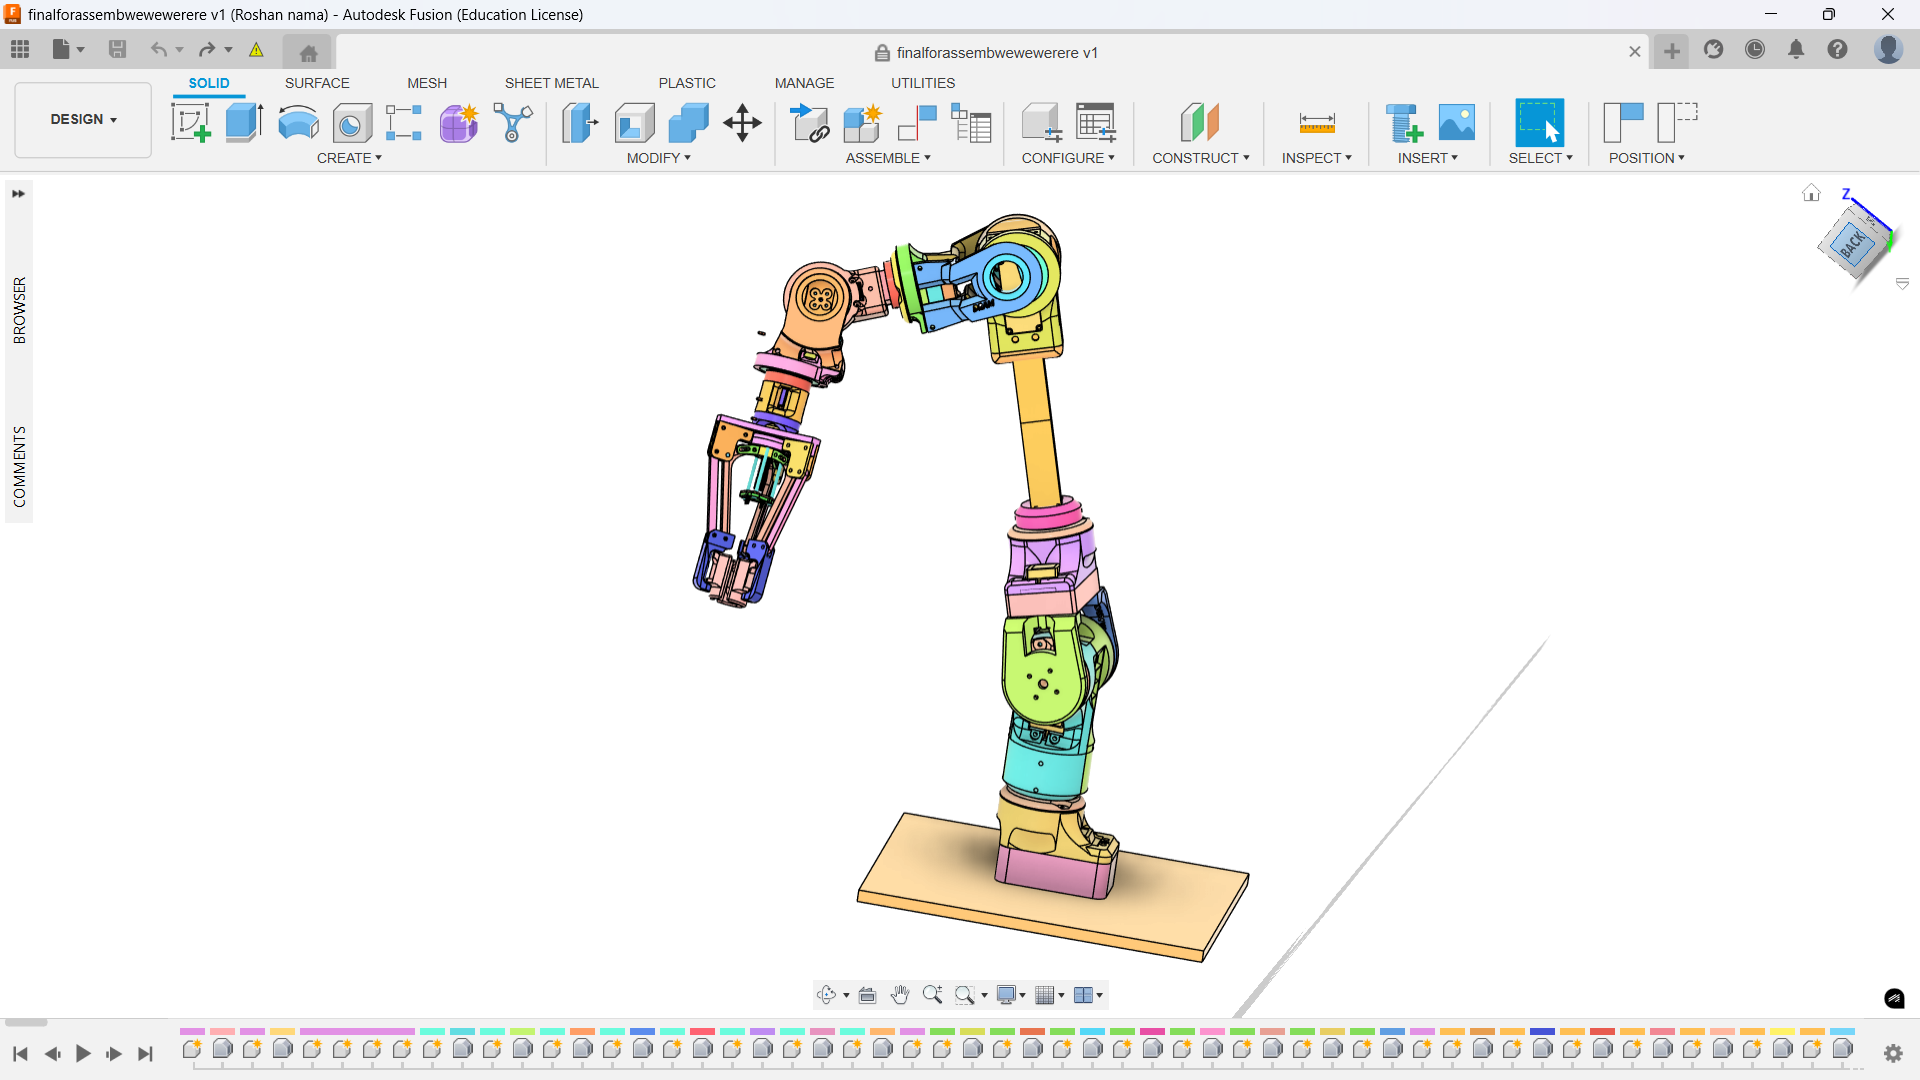 finalforassembwewewerere v1 (Roshan nama) - Autodesk Fusion (Education License)
finalforassembwewewerere v1
SOLID SURFACE MESH SHEET METAL PLASTIC MANAGE UTILITIES
DESIGN
CREATE MODIFY ASSEMBLE CONFIGURE CONSTRUCT INSPECT INSERT SELECT POSITION
Z
BACK
BROWSER
COMMENTS